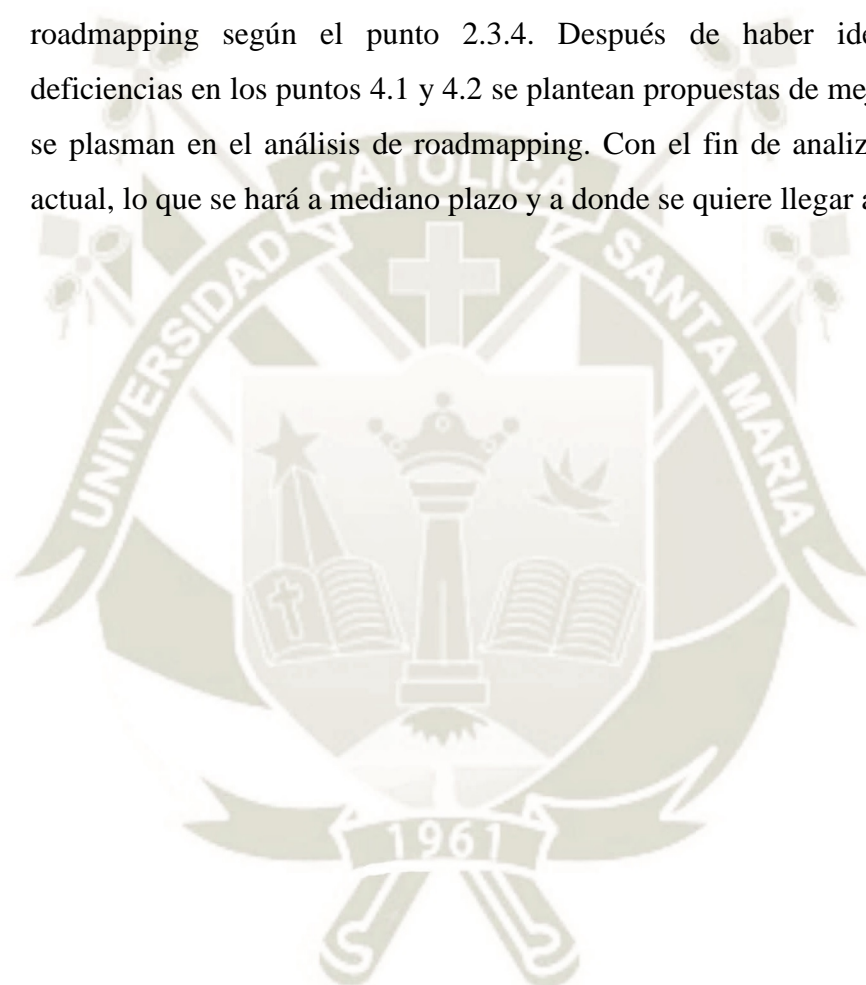 roadmapping según el punto 2.3.4. Después de haber ide
deficiencias en los puntos 4.1 y 4.2 se plantean propuestas de me
se plasman en el análisis de roadmapping. Con el fin de analiz
actual, lo que se hará a mediano plazo y a donde se quiere llegar a
UNIVERSIDAD CATOLICA SANTA MARIA
1961